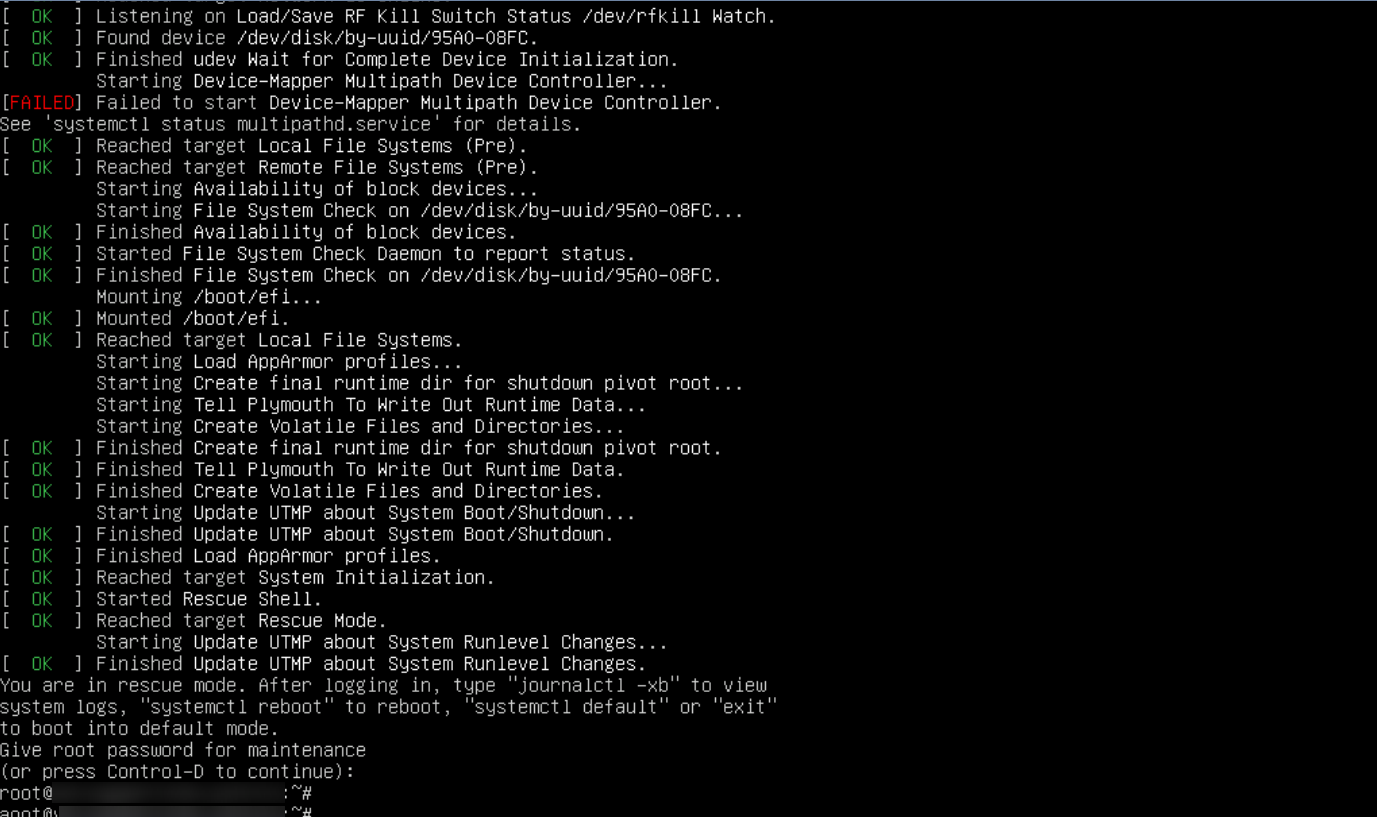 [  OK  ] Listening on Load/Save RF Kill Switch Status /dev/rfkill Watch.
[  OK  ] Found device /dev/disk/by-uuid/95A0-08FC.
[  OK  ] Finished udev Wait for Complete Device Initialization.
         Starting Device-Mapper Multipath Device Controller...
[FAILED] Failed to start Device-Mapper Multipath Device Controller.
See 'systemctl status multipathd.service' for details.
[  OK  ] Reached target Local File Systems (Pre).
[  OK  ] Reached target Remote File Systems (Pre).
         Starting Availability of block devices...
         Starting File System Check on /dev/disk/by-uuid/95A0-08FC...
[  OK  ] Finished Availability of block devices.
[  OK  ] Started File System Check Daemon to report status.
[  OK  ] Finished File System Check on /dev/disk/by-uuid/95A0-08FC.
         Mounting /boot/efi...
[  OK  ] Mounted /boot/efi.
[  OK  ] Reached target Local File Systems.
         Starting Load AppArmor profiles...
         Starting Create final runtime dir for shutdown pivot root...
         Starting Tell Plymouth To Write Out Runtime Data...
         Starting Create Volatile Files and Directories...
[  OK  ] Finished Create final runtime dir for shutdown pivot root.
[  OK  ] Finished Tell Plymouth To Write Out Runtime Data.
[  OK  ] Finished Create Volatile Files and Directories.
         Starting Update UTMP about System Boot/Shutdown...
[  OK  ] Finished Update UTMP about System Boot/Shutdown.
[  OK  ] Finished Load AppArmor profiles.
[  OK  ] Reached target System Initialization.
[  OK  ] Started Rescue Shell.
[  OK  ] Reached target Rescue Mode.
         Starting Update UTMP about System Runlevel Changes...
[  OK  ] Finished Update UTMP about System Runlevel Changes.
You are in rescue mode. After logging in, type "journalctl -xb" to view
system logs, "systemctl reboot" to reboot, "systemctl default" or "exit"
to boot into default mode.
Give root password for maintenance
(or press Control-D to continue):
root@ :~#
:~#